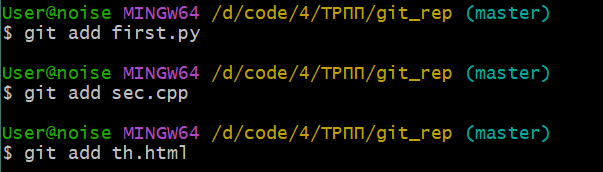 User@noise MINGW64 /d/code/4/ТРПП/git_rep (master)
$ git add first.py
User@noise MINGW64 /d/code/4/ТРПП/git_rep (master)
$ git add sec.cpp
User@noise MINGW64 /d/code/4/ТРПП/git_rep (master)
$ git add th.html